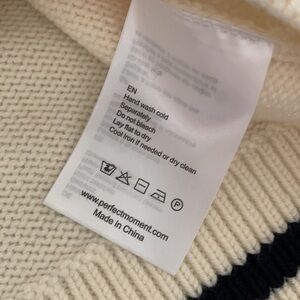 EN
Hand wash cold
Separately
Do not bleach
Lay flat to dry
Cool iron if needed or dry clean
P
www.perfectmoment.com
Made in China